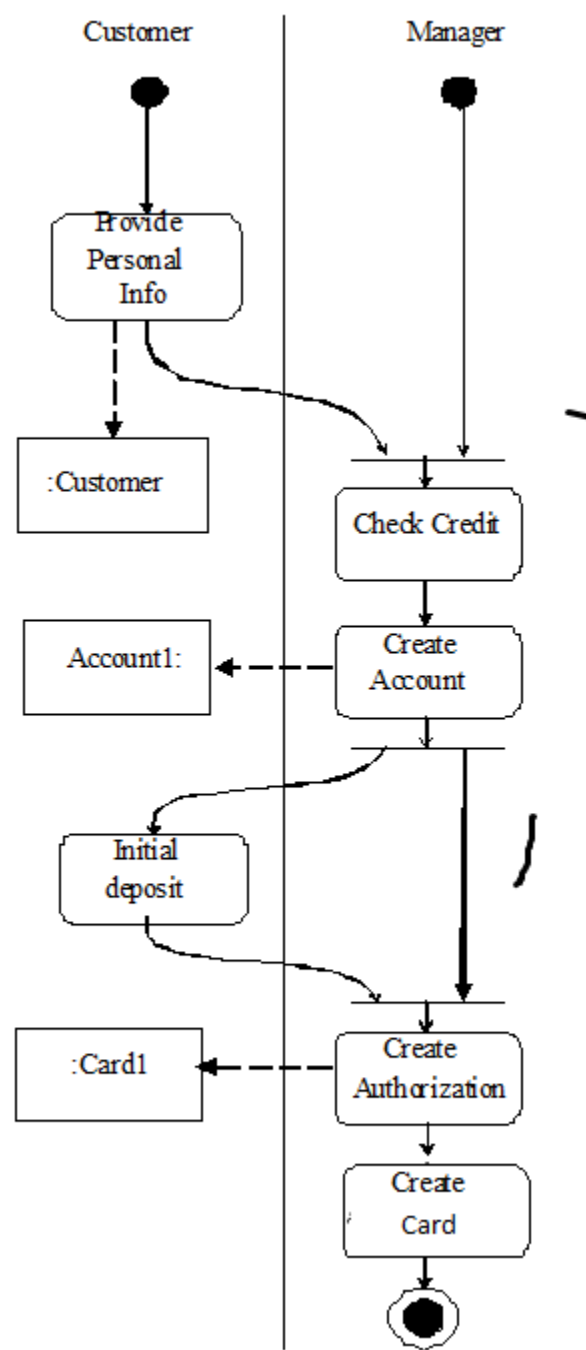 Customer
Manager
Provide
Personal
Info
:Customer
Check Credit
Account1:
Create
Account
Initial
deposit
:Card1
Create
Authorization
Create
Card